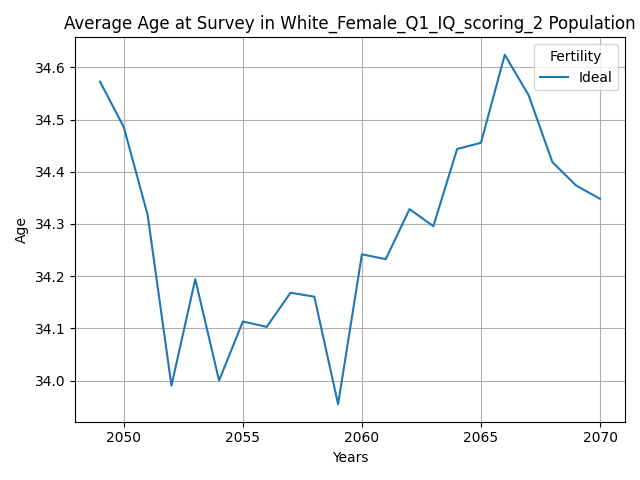 Average Age at Survey in White_Female_Q1_IQ_scoring_2 Population
Fertility
Ideal
34.6
34.5
34.4
34.3
34.2
34.1
34.0
Age
2050 2055 2060 2065 2070
Years